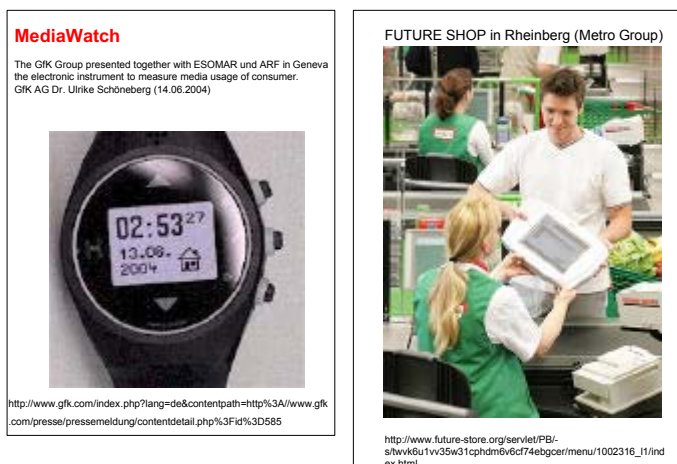 MediaWatch
The GfK Group presented together with ESOMAR und ARF in Geneva
the electronic instrument to measure media usage of consumer.
GfK AG Dr. Ulrike Schöneberg (14.06.2004)
02:53 27
13.06.
2004
http://www.gfk.com/index.php?lang=de&contentpath=http%3A//www.gfk
.com/presse/pressemeldung/contentdetail.php%3Fid%3D585
FUTURE SHOP in Rheinberg (Metro Group)
http://www.future-store.org/servlet/PB/-
s/twvk6u1vv35w31cphdm6v6cf74ebgcer/menu/1002316_l1/ind
ex.html